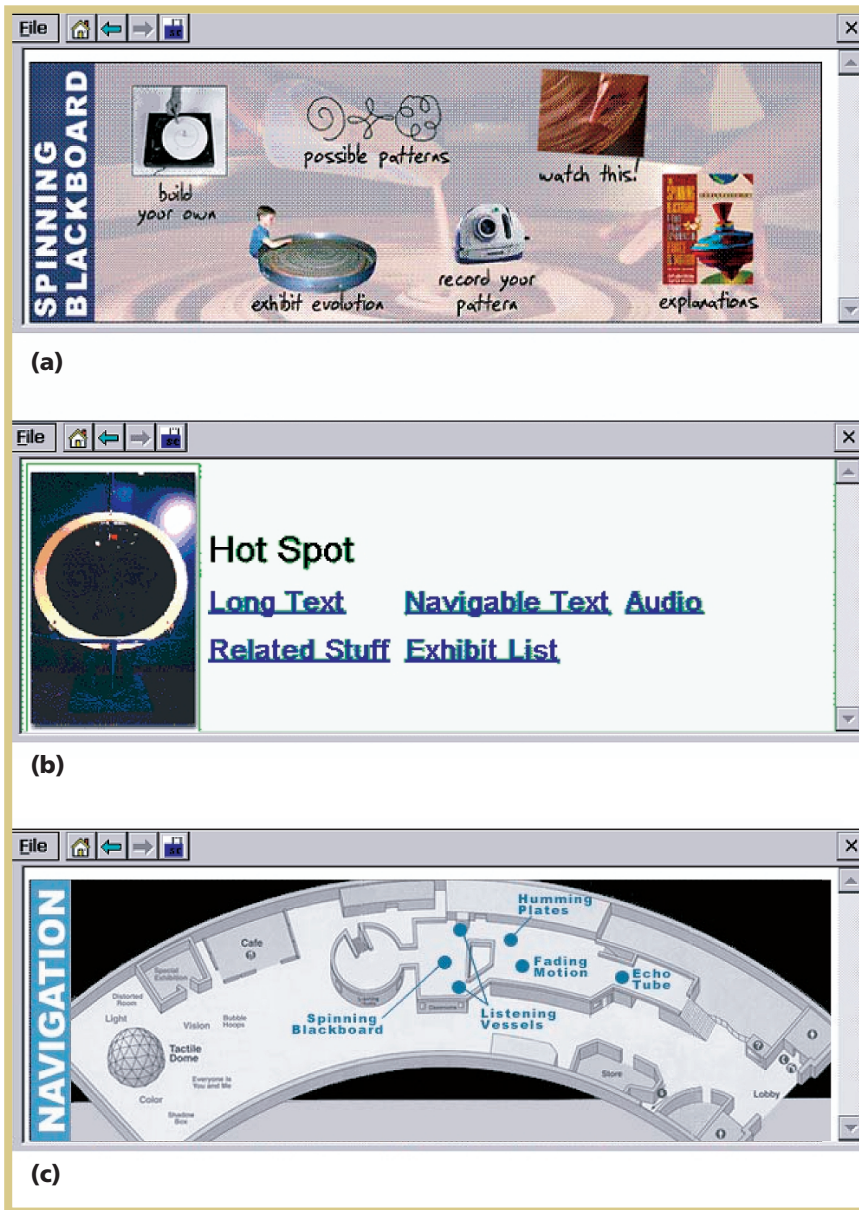 File
SPINNING
BLACKBOARD
build
your own
possible patterns
watch this!
exhibit evolution
record your
pattern
explanations
(a)
File
Hot Spot
Long Text Navigable Text Audio
Related Stuff Exhibit List
(b)
File
NAVIGATION
Humming
Plates
Cafe
Special
Exhibition
Fading
Motion
Echo
Tube
Distorted
Room
Light
Vision
Bubble
Hoops
Spinning
Blackboard
Listening
Vessels
Classrooms
Tactile
Dome
Everyone Is
You and Me
Color
Shadow
Box
Store
Lobby
(c)